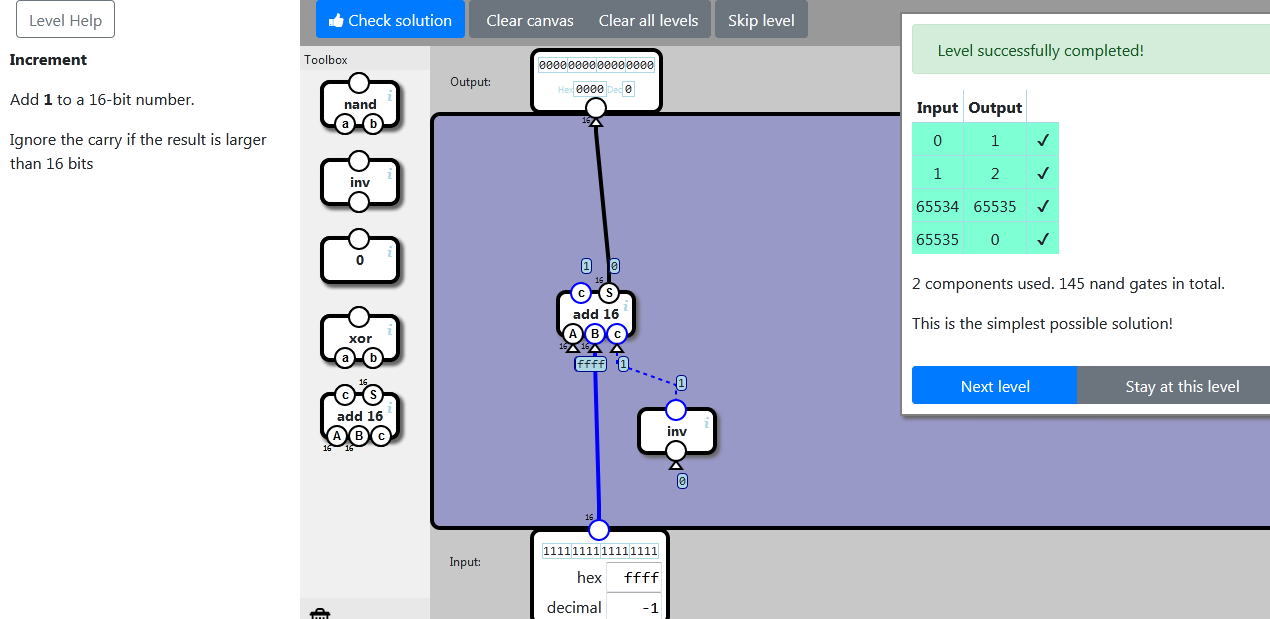 Level Help
Increment
Add 1 to a 16-bit number.
Ignore the carry if the result is larger
than 16 bits
Check solution
Clear canvas
Clear all levels
Skip level
Toolbox
nand
i
a
b
inv
i
0
i
xor
i
a
b
16
c
S
add 16
i
A
B
c
16
16
Output:
0000000000000000
Hex 0000 Dec 0
16
1
0
16
c
S
add 16
i
A
B
c
16
16
ffff
1
1
inv
i
0
16
Input:
1111111111111111
hex ffff
decimal -1
Level successfully completed!
Input Output
0 1 ✓
1 2 ✓
65534 65535 ✓
65535 0 ✓
2 components used. 145 nand gates in total.
This is the simplest possible solution!
Next level
Stay at this level